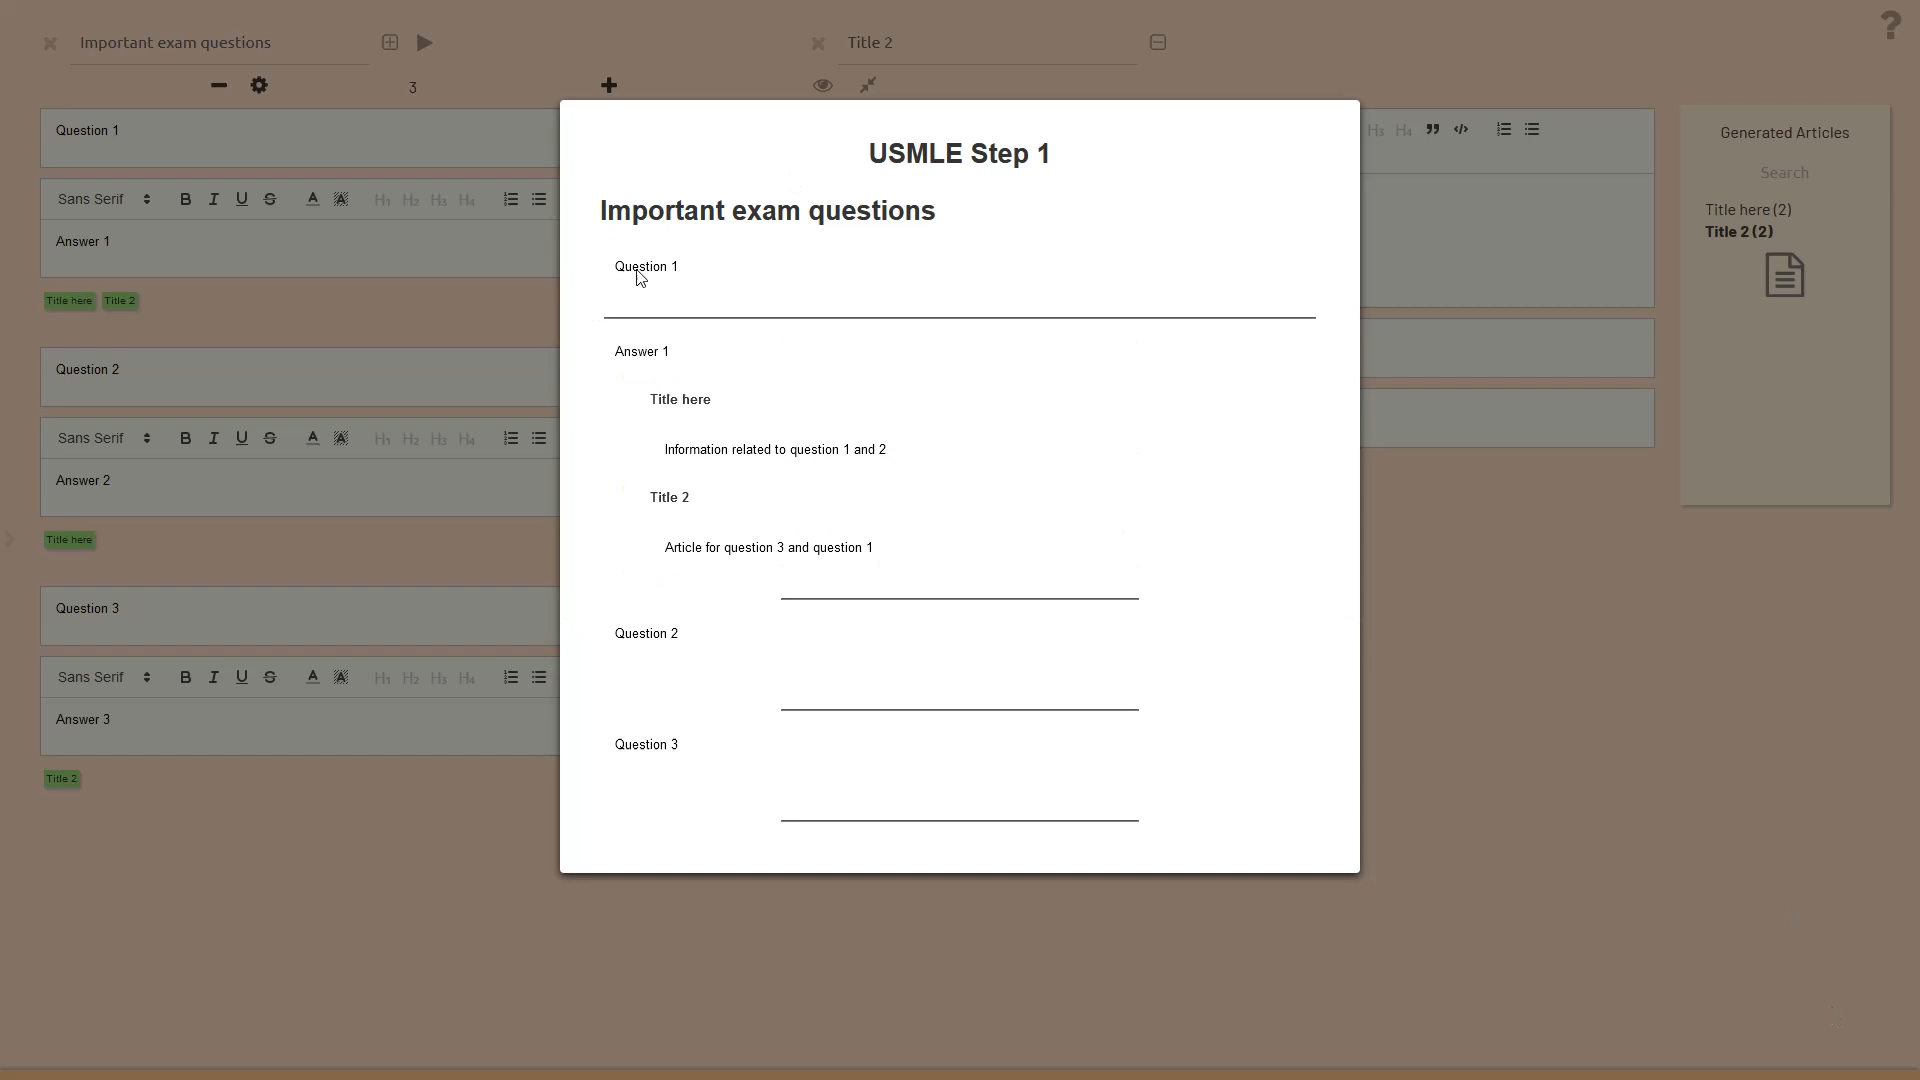 Important exam questions
Title 2
?
3
Question 1
Sans Serif B I U S A A H1 H2 H3 H4
Answer 1
Title here Title 2
Question 2
Sans Serif B I U S A A H1 H2 H3 H4
Answer 2
Title here
Question 3
Sans Serif B I U S A A H1 H2 H3 H4
Answer 3
Title 2
USMLE Step 1
Important exam questions
Question 1
Answer 1
Title here
Information related to question 1 and 2
Title 2
Article for question 3 and question 1
Question 2
Question 3
H3 H4
Generated Articles
Search
Title here (2)
Title 2 (2)